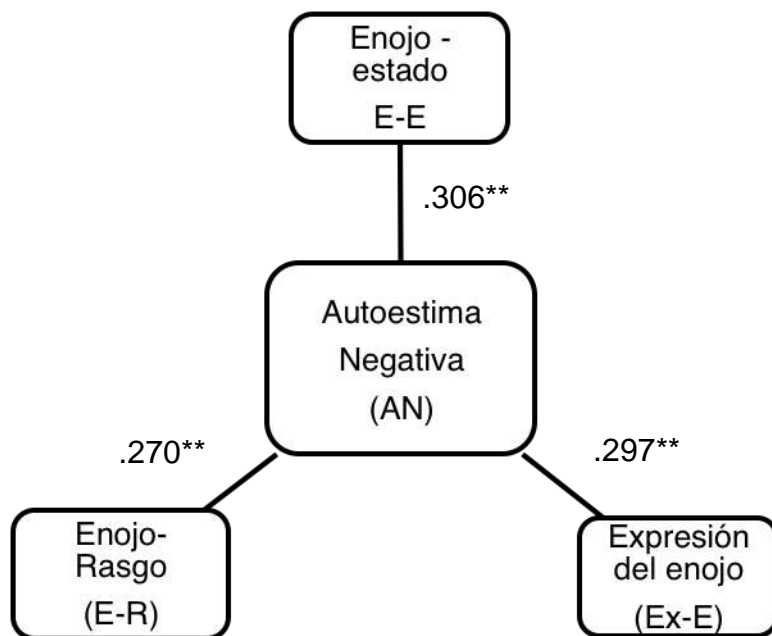 Enojo -
estado
E-E
.306**
Autoestima
Negativa
(AN)
.270**
.297**
Enojo-
Rasgo
(E-R)
Expresión
del enojo
(Ex-E)